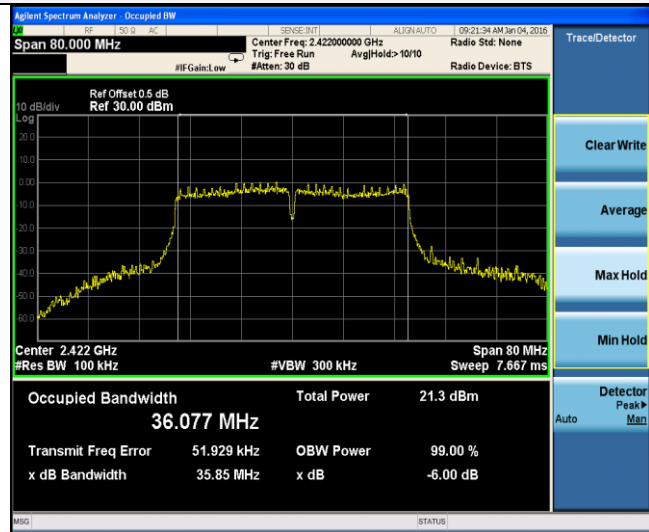 Agilent Spectrum Analyzer - Occupied BW
RF 50 Ω AC SENSE:INT ALIGN AUTO 09:21:34 AM Jan 04, 2016
Span 80.000 MHz
Center Freq: 2.422000000 GHz
Radio Std: None
Trig: Free Run Avg|Hold:> 10/10
#IFGain:Low #Atten: 30 dB Radio Device: BTS
Trace/Detector
Ref Offset 0.5 dB
10 dB/div Ref 30.00 dBm
Log
20.0
10.0
0.00
-10.0
-20.0
-30.0
-40.0
-50.0
-60.0
Center 2.422 GHz Span 80 MHz
#Res BW 100 kHz #VBW 300 kHz Sweep 7.667 ms
Occupied Bandwidth Total Power 21.3 dBm
36.077 MHz
Transmit Freq Error 51.929 kHz OBW Power 99.00 %
x dB Bandwidth 35.85 MHz x dB -6.00 dB
Clear Write
Average
Max Hold
Min Hold
Detector
Peak▶
Auto Man
MSG STATUS